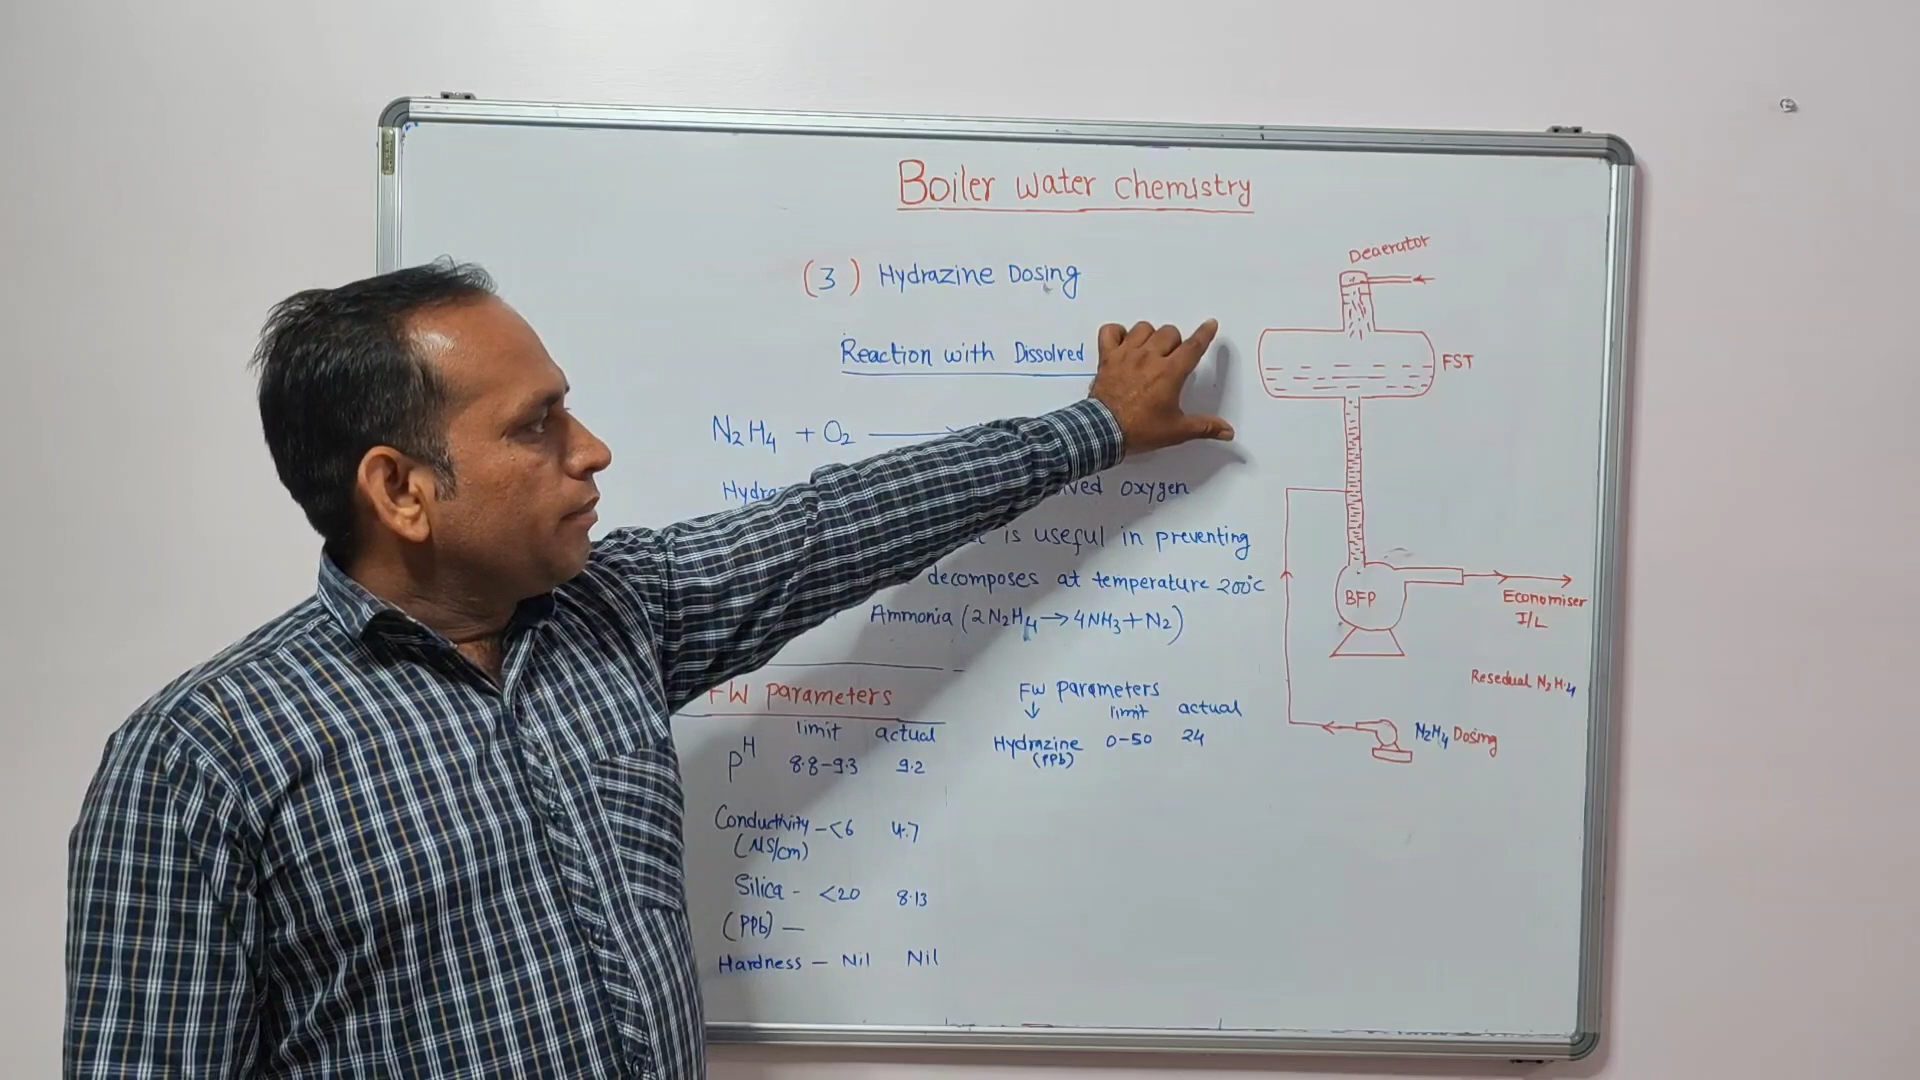 Boiler water chemistry
(3) Hydrazine Dosing
Reaction with Dissolved
N2H4 + O2 →
oxygen
is useful in preventing
decomposes at temperature 200°C
Ammonia (2N2H4 → 4NH3 + N2)
FW parameters
limit actual
pH 8.8-9.3 9.2
Conductivity - <6 4.7
(MS/cm)
Silica - <20 8.13
(PPb) —
Hardness — Nil Nil
FW parameters
↓ limit actual
Hydrazine 0-50 24
(PPb)
Deaerator
FST
BFP
Economiser
I/L
Resedual N2H4
N2H4 Dosing